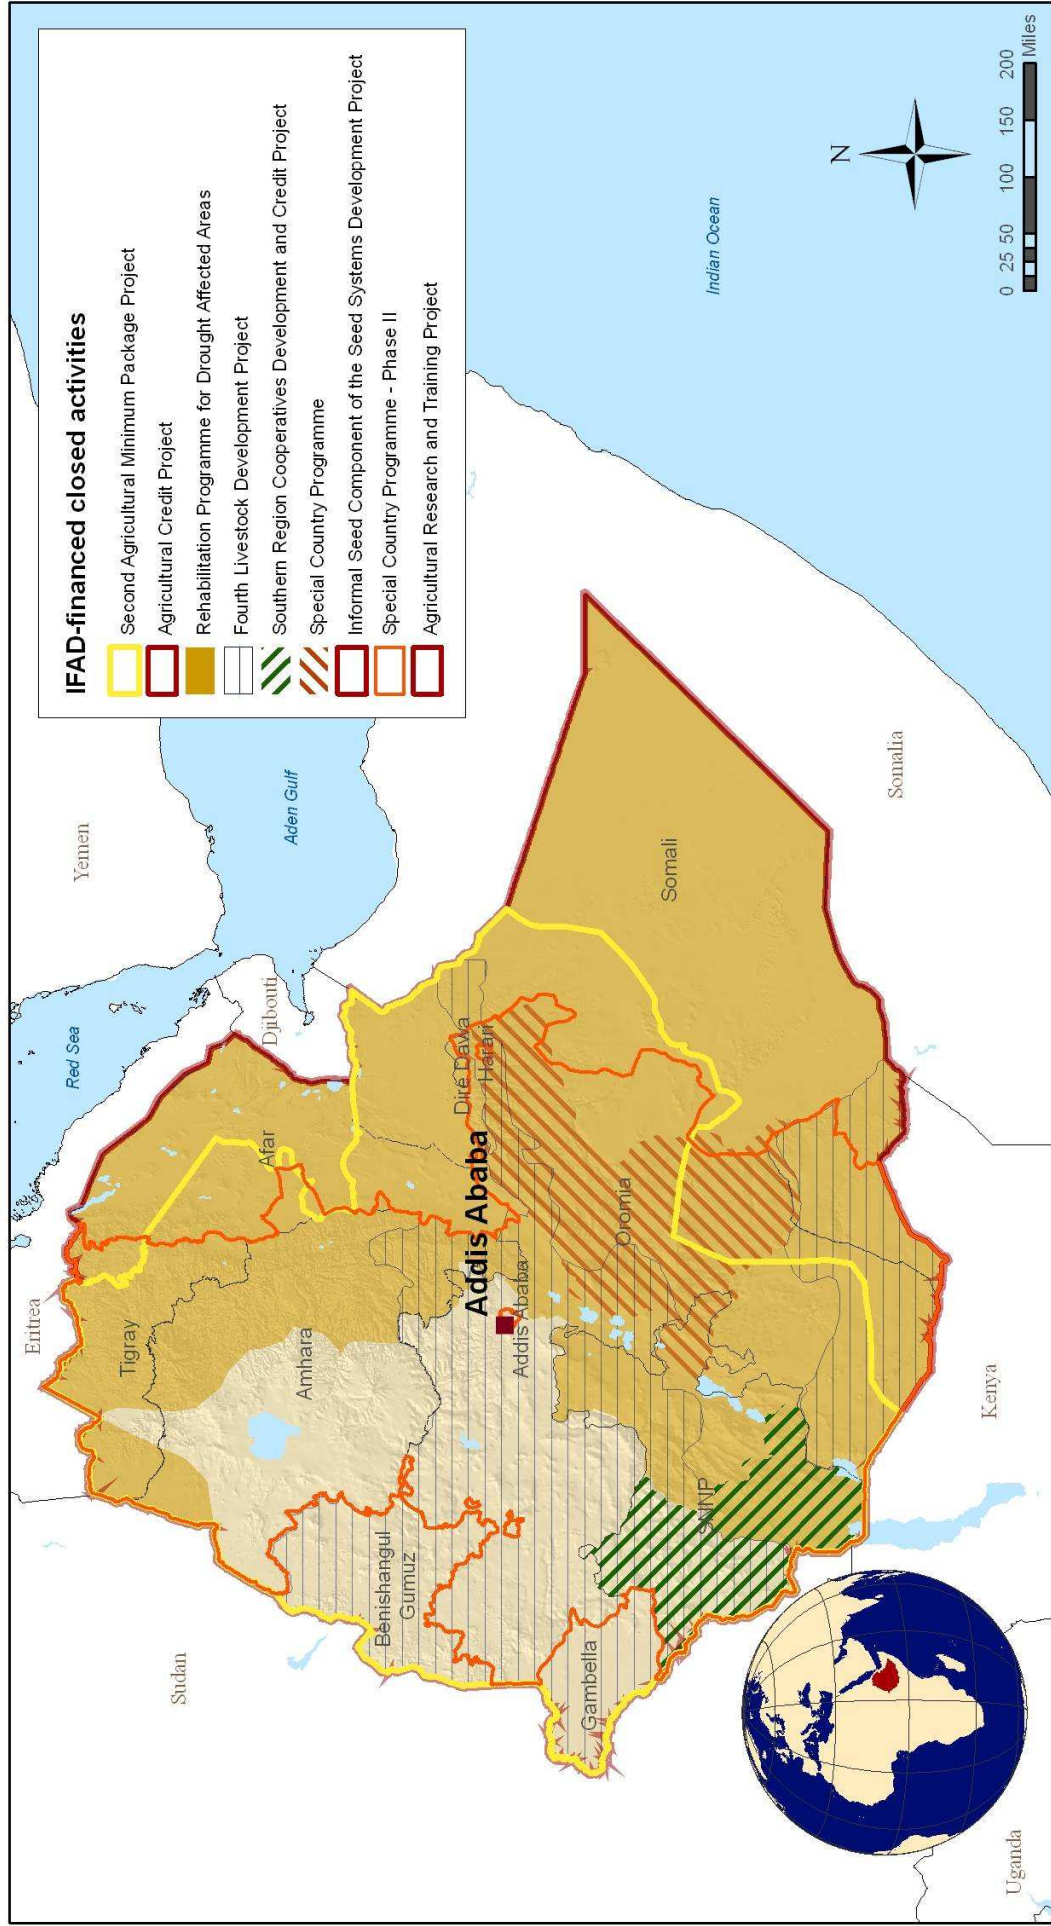 IFAD-financed closed activities
Second Agricultural Minimum Package Project
Agricultural Credit Project
Rehabilitation Programme for Drought Affected Areas
Fourth Livestock Development Project
Southern Region Cooperatives Development and Credit Project
Special Country Programme
Informal Seed Component of the Seed Systems Development Project
Special Country Programme - Phase II
Agricultural Research and Training Project
Eritrea
Red Sea
Yemen
Tigray
Sudan
Afar
Djibouti
Aden Gulf
Amhara
Benishangul
Gumuz
Dire Dawa
Harari
Addis Ababa
Addis Ababa
Gambella
Oromia
Somali
SNNP
Indian Ocean
Somalia
Kenya
Uganda
N
0 25 50 100 150 200
Miles